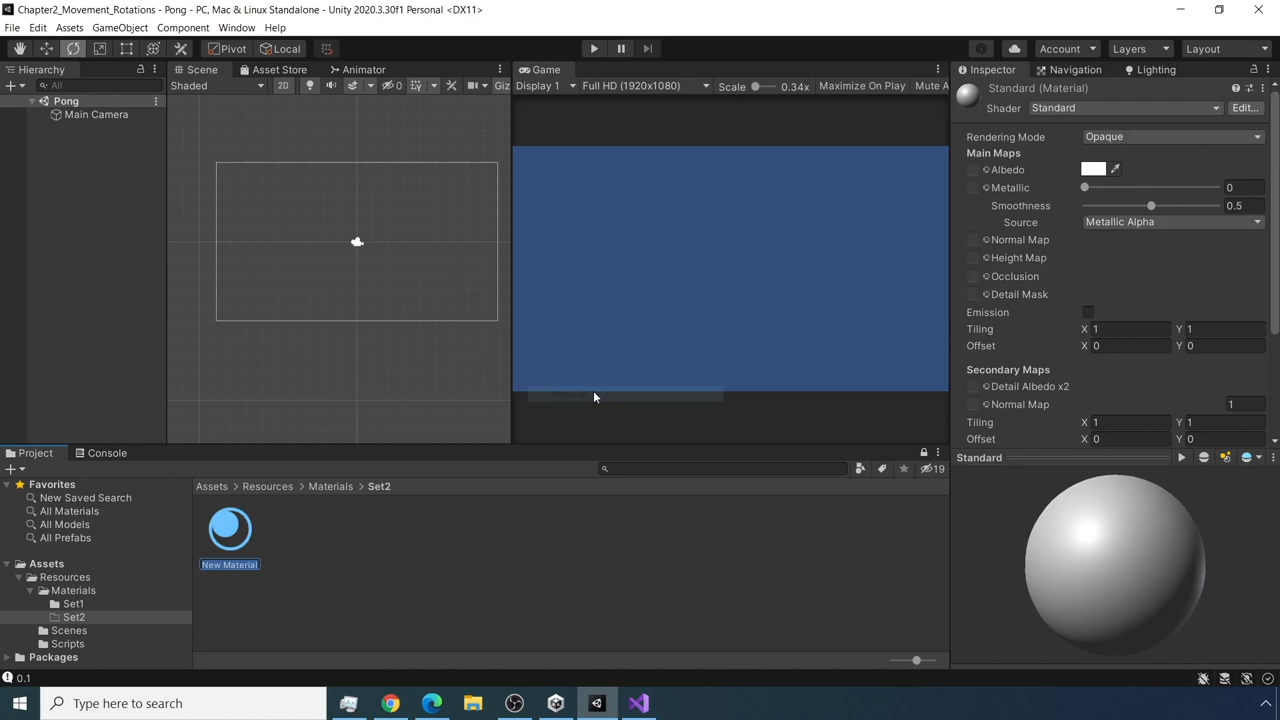 Chapter2_Movement_Rotations - Pong - PC, Mac & Linux Standalone - Unity 2020.3.30f1 Personal <DX11>
File Edit Assets GameObject Component Window Help
Pivot Local Account Layers Layout
Hierarchy Scene Asset Store Animator Game Inspector Navigation Lighting
All Shaded 2D 0 Giz Display 1 Full HD (1920x1080) Scale 0.34x Maximize On Play Mute A Standard (Material)
Pong
Shader Standard Edit...
Main Camera
Rendering Mode Opaque
Main Maps
Albedo
Metallic 0
Smoothness 0.5
Source Metallic Alpha
Normal Map
Height Map
Occlusion
Detail Mask
Emission
Tiling X 1 Y 1
Offset X 0 Y 0
Secondary Maps
Detail Albedo x2
Normal Map 1
Tiling X 1 Y 1
Offset X 0 Y 0
Project Console
Standard
19
Favorites
New Saved Search
All Materials
All Models
All Prefabs
Assets
Resources
Materials
Set1
Set2
Scenes
Scripts
Packages
Assets > Resources > Materials > Set2
New Material
0.1
Type here to search